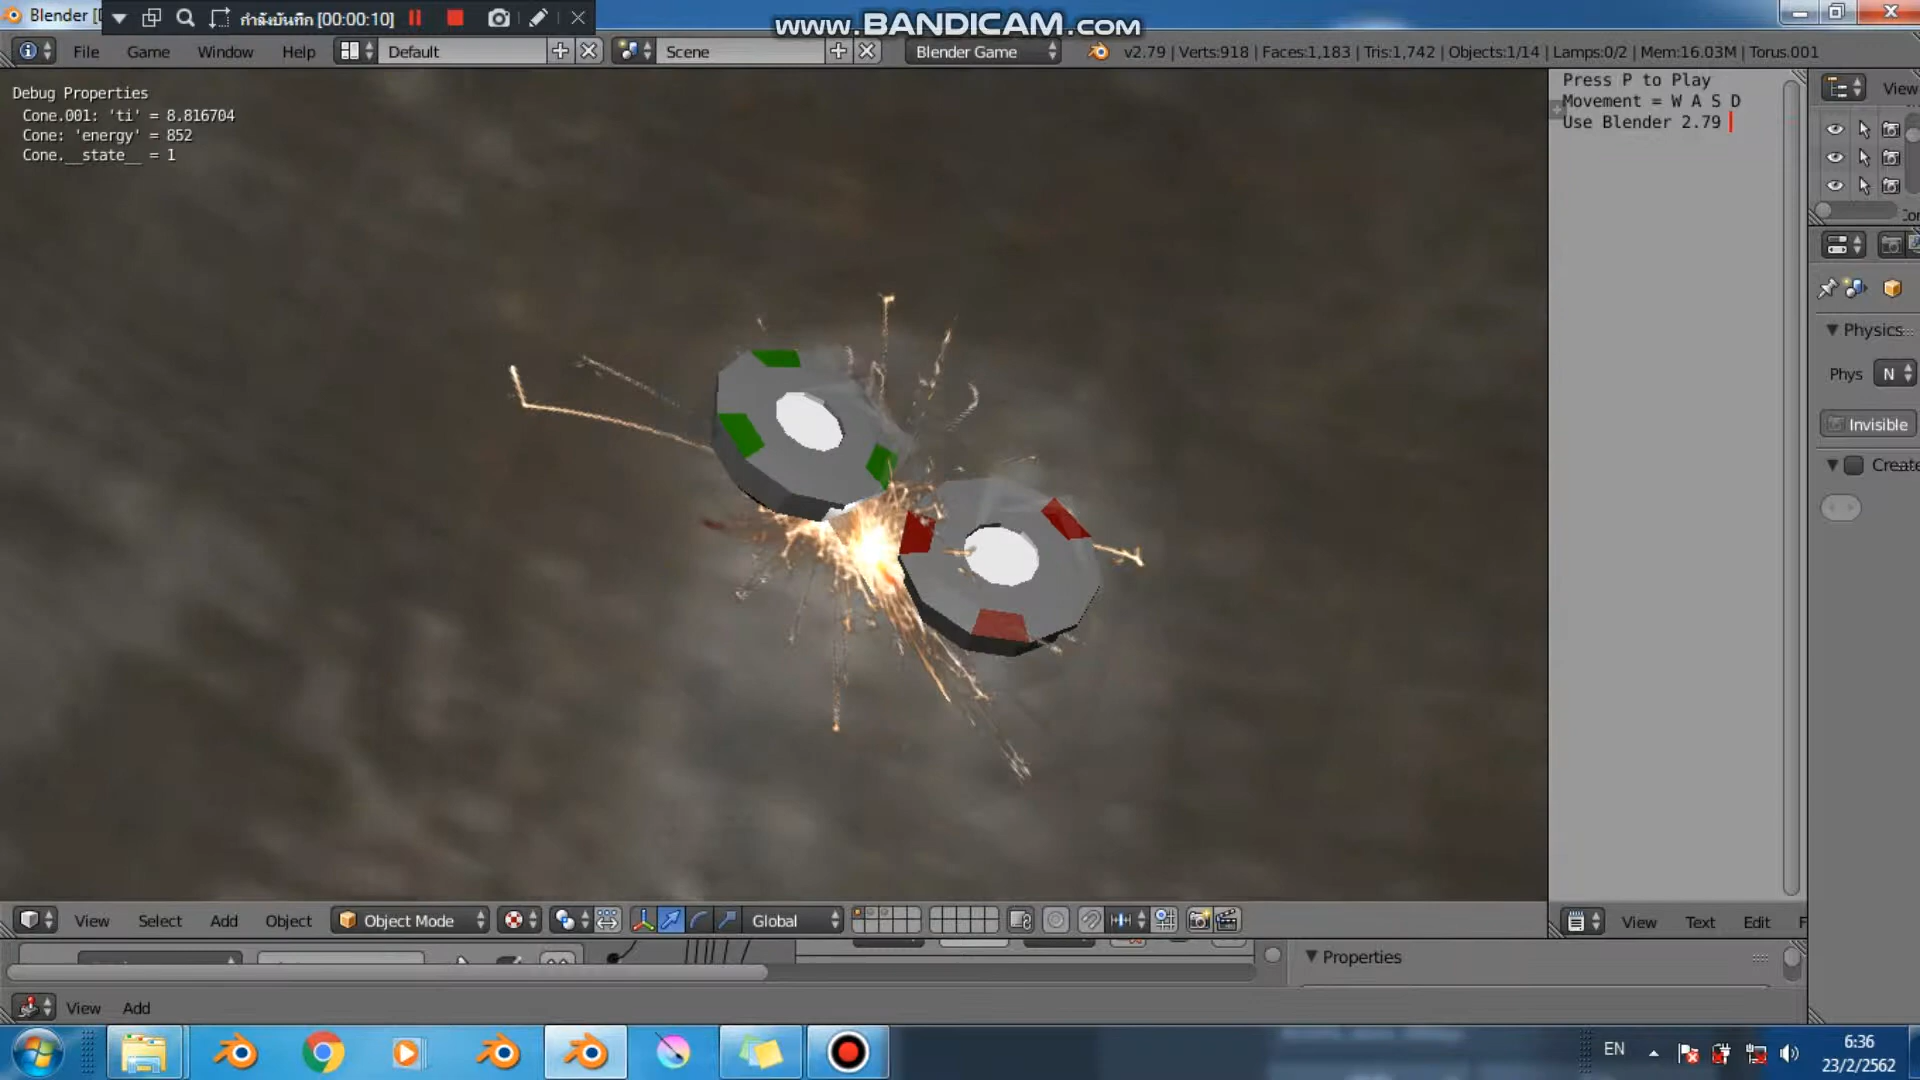 Blender [
กำลังบันทึก [00:00:10]
www.BANDICAM.com
File Game Window Help Default Scene Blender Game v2.79 | Verts:918 | Faces:1,183 | Tris:1,742 | Objects:1/14 | Lamps:0/2 | Mem:16.03M | Torus.001
Debug Properties
Cone.001: 'ti' = 8.816704
Cone: 'energy' = 852
Cone.__state__ = 1
Press P to Play
Movement = W A S D
Use Blender 2.79
View
Physics
Phys N
Invisible
Create
View Select Add Object Object Mode Global
View Text Edit F
Properties
View Add
EN
6:36
23/2/2562